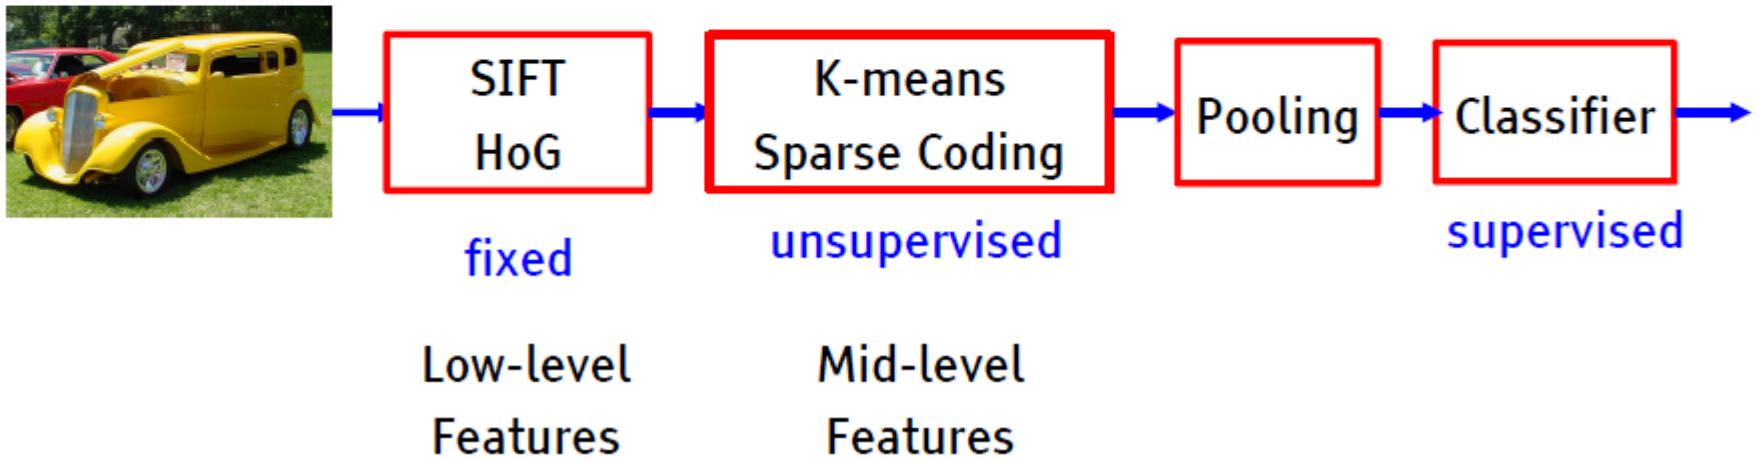 SIFT
HoG
K-means
Sparse Coding
Pooling
Classifier
fixed
unsupervised
supervised
Low-level
Features
Mid-level
Features